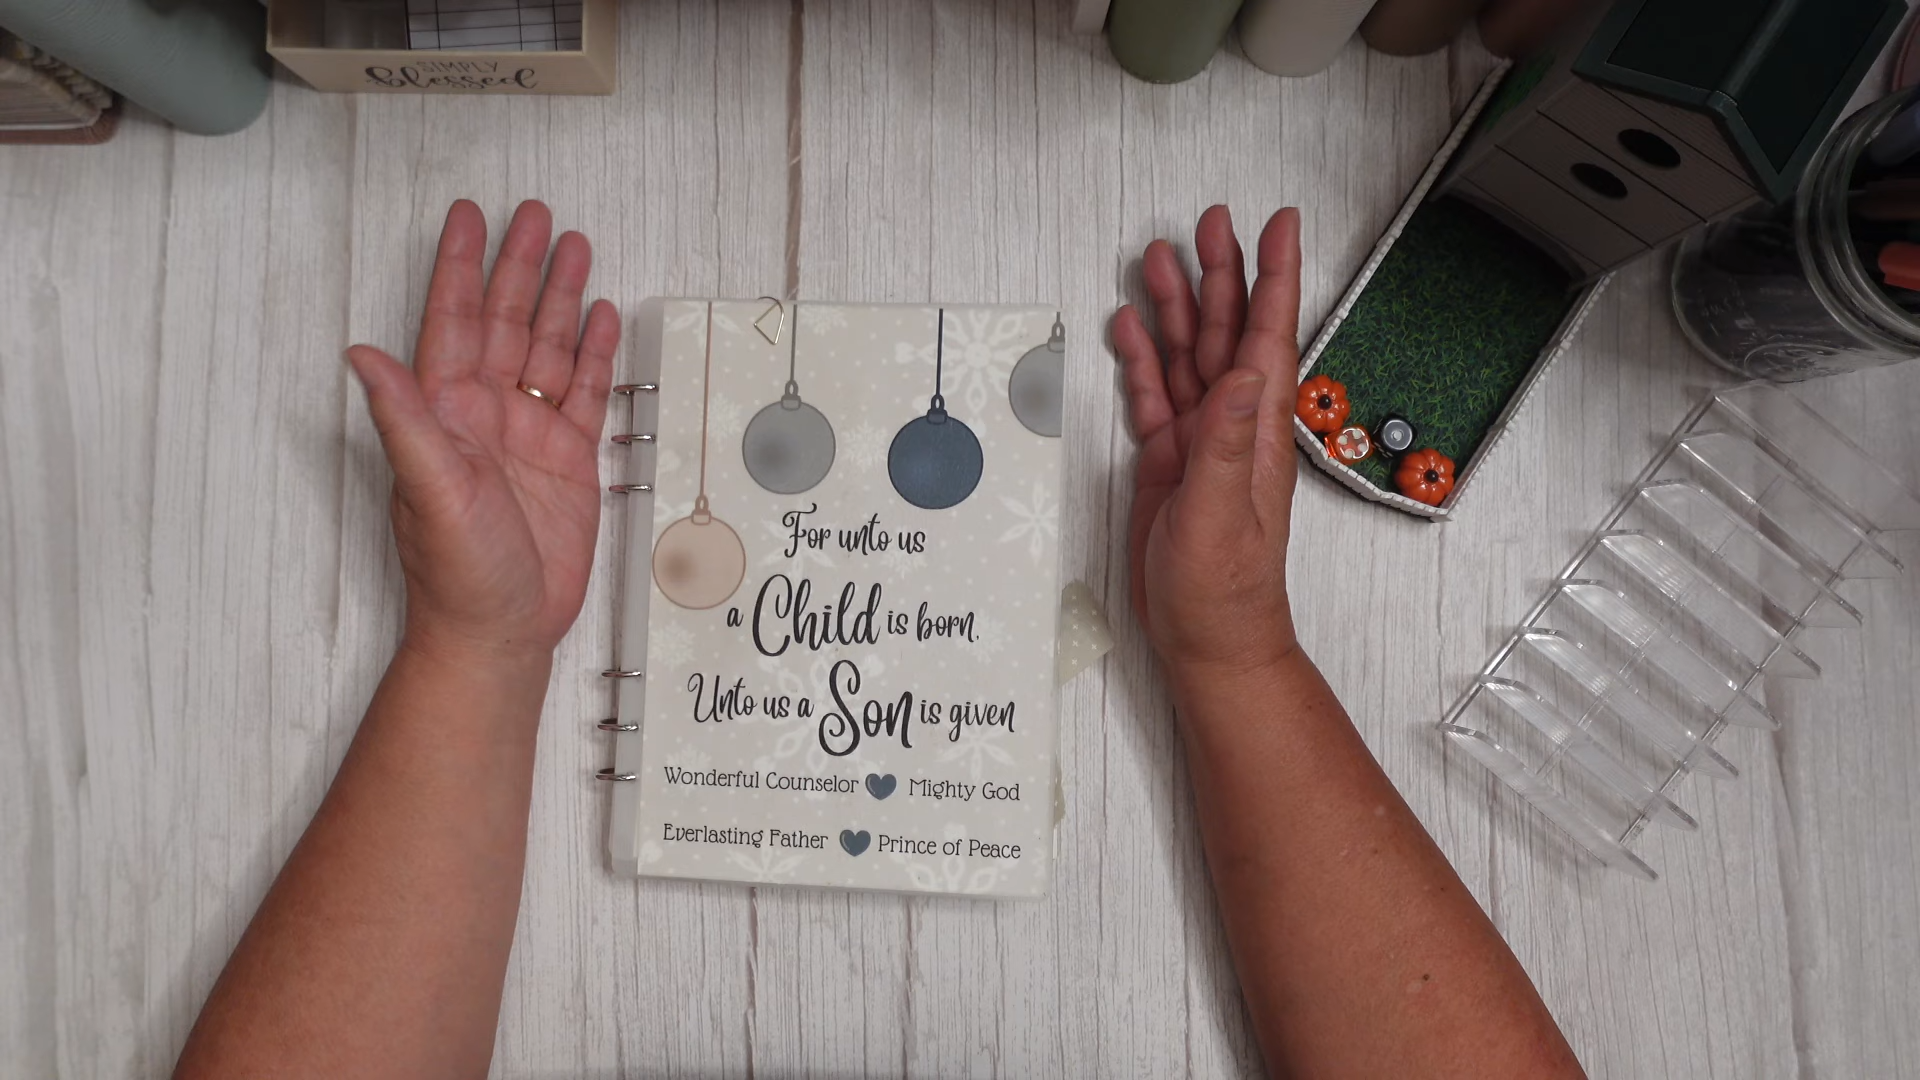 SIMPLY
Blessed
For unto us
a Child is born,
Unto us a Son is given
Wonderful Counselor Mighty God
Everlasting Father Prince of Peace